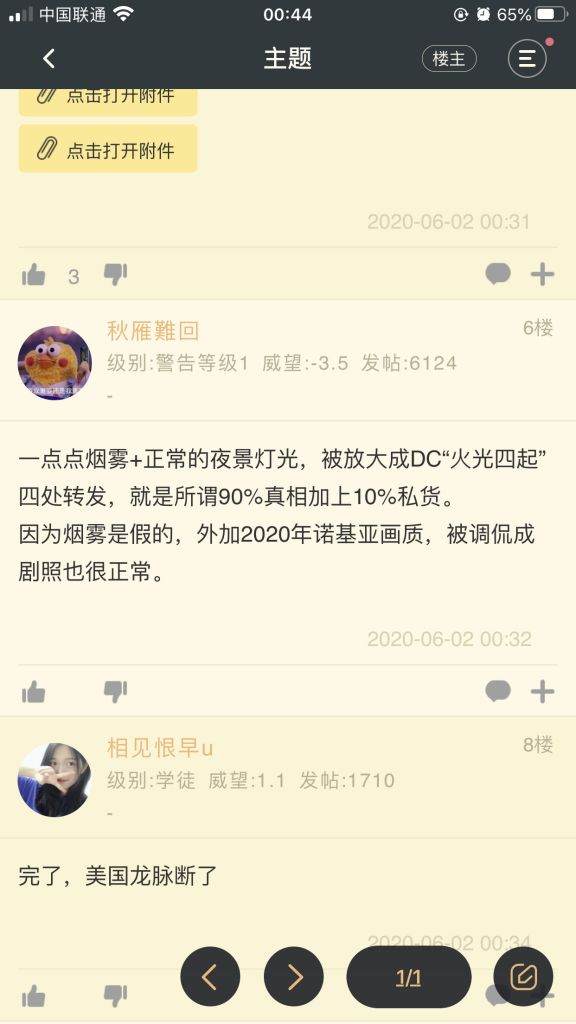 中国联通
00:44
65%
主题
楼主
点击打开附件
点击打开附件
2020-06-02 00:31
3
秋雁難回
6楼
级别:警告等级1 威望:-3.5 发帖:6124
-
一点点烟雾+正常的夜景灯光，被放大成DC“火光四起”
四处转发，就是所谓90%真相加上10%私货。
因为烟雾是假的，外加2020年诺基亚画质，被调侃成
剧照也很正常。
2020-06-02 00:32
相见恨早u
8楼
级别:学徒 威望:1.1 发帖:1710
-
完了，美国龙脉断了
2020-06-02 00:34
1/1